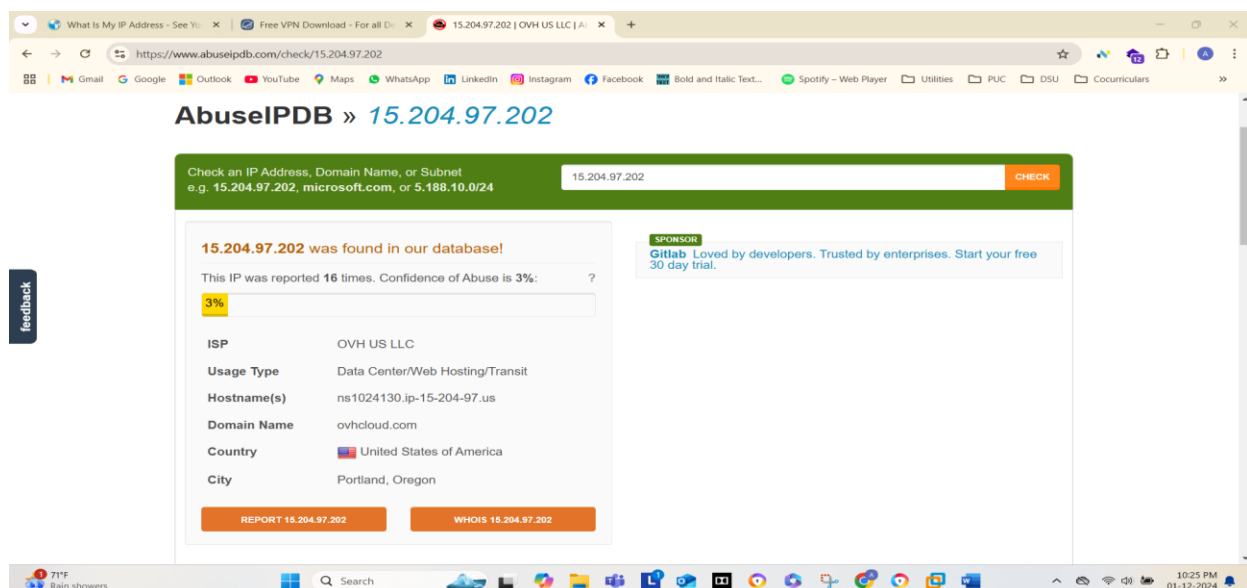 What Is My IP Address - See Yo
Free VPN Download - For all De
15.204.97.202 | OVH US LLC | Al
https://www.abuseipdb.com/check/15.204.97.202
A
12
Gmail
Google
Outlook
YouTube
Maps
WhatsApp
LinkedIn
Instagram
Facebook
Bold and Italic Text...
Spotify – Web Player
Utilities
PUC
DSU
Cocurriculars
AbuseIPDB » 15.204.97.202
Check an IP Address, Domain Name, or Subnet
e.g. 15.204.97.202, microsoft.com, or 5.188.10.0/24
15.204.97.202
CHECK
15.204.97.202 was found in our database!
This IP was reported 16 times. Confidence of Abuse is 3%: ?
3%
ISP OVH US LLC
Usage Type Data Center/Web Hosting/Transit
Hostname(s) ns1024130.ip-15-204-97.us
Domain Name ovhcloud.com
Country United States of America
City Portland, Oregon
REPORT 15.204.97.202
WHOIS 15.204.97.202
SPONSOR
Gitlab Loved by developers. Trusted by enterprises. Start your free
30 day trial.
feedback
1
71°F
Rain showers
Search
10:25 PM
01-12-2024